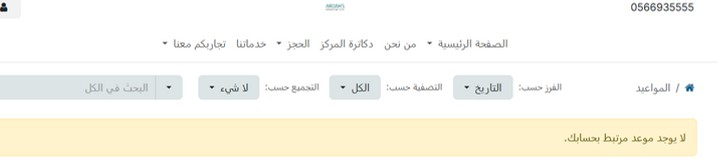 0566935555
الصفحة الرئيسية
من نحن
دكاترة المركز
الحجز
خدماتنا
تجاربكم معنا
/ المواعيد
الفرز حسب: التاريخ
التصفية حسب: الكل
التجميع حسب: لا شيء
البحث في الكل
لا يوجد موعد مرتبط بحسابك.